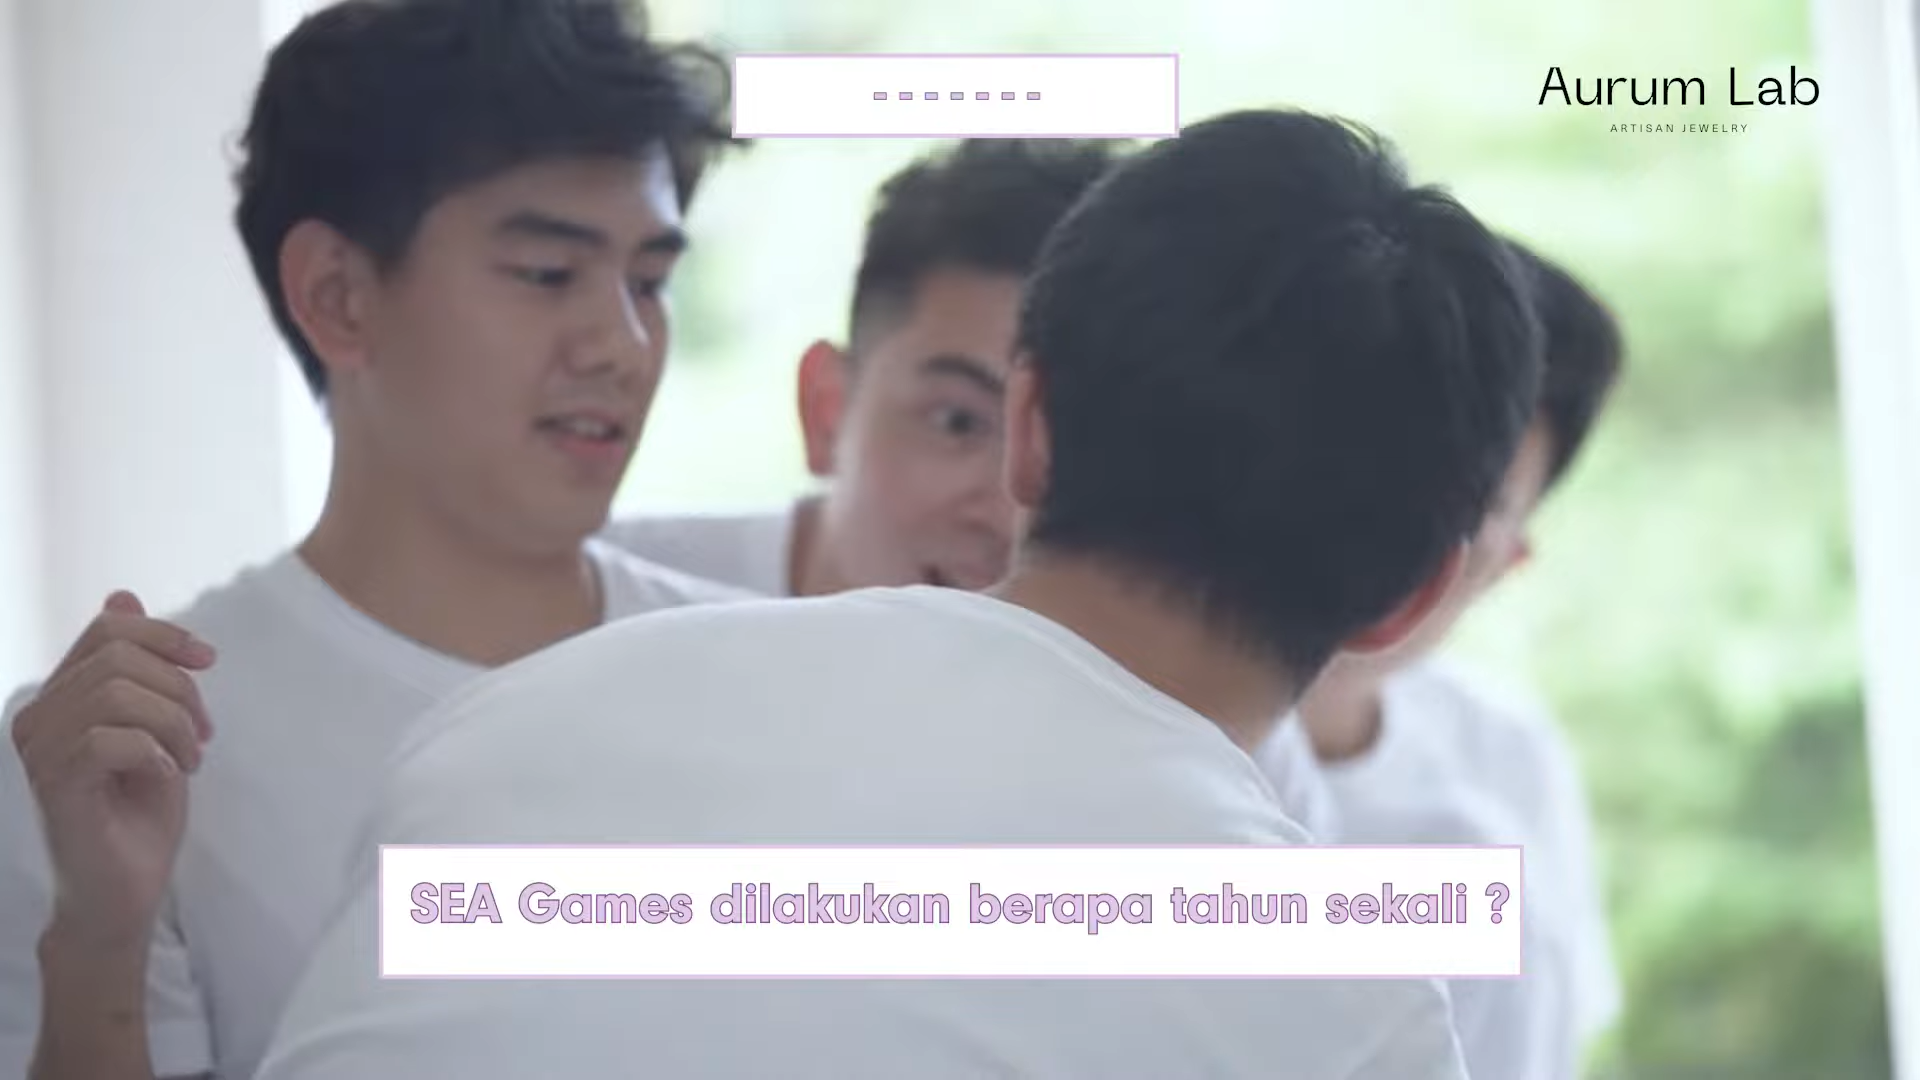 - - - - - - -
Aurum Lab
ARTISAN JEWELRY
SEA Games dilakukan berapa tahun sekali ?